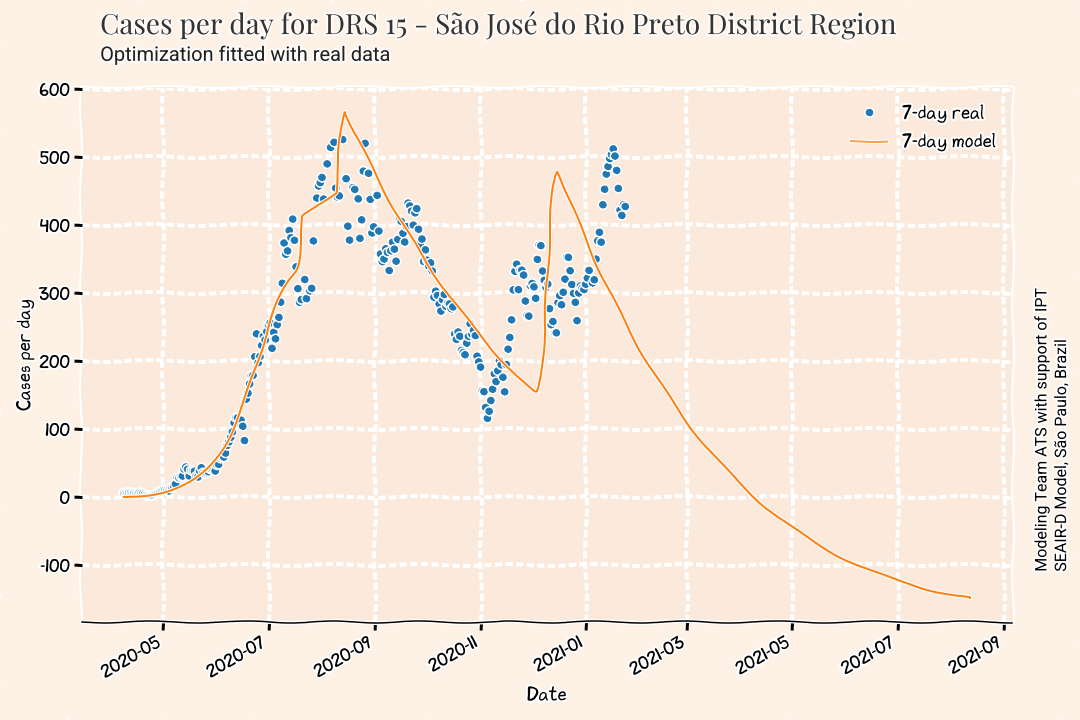 Cases per day for DRS 15 - São José do Rio Preto District Region
Optimization fitted with real data
600
500
400
300
200
100
0
-100
Cases per day
7-day real
7-day model
2020-05
2020-07
2020-09
2020-11
2021-01
2021-03
2021-05
2021-07
2021-09
Date
Modeling Team ATS with support of IPT
SEAIR-D Model, São Paulo, Brazil